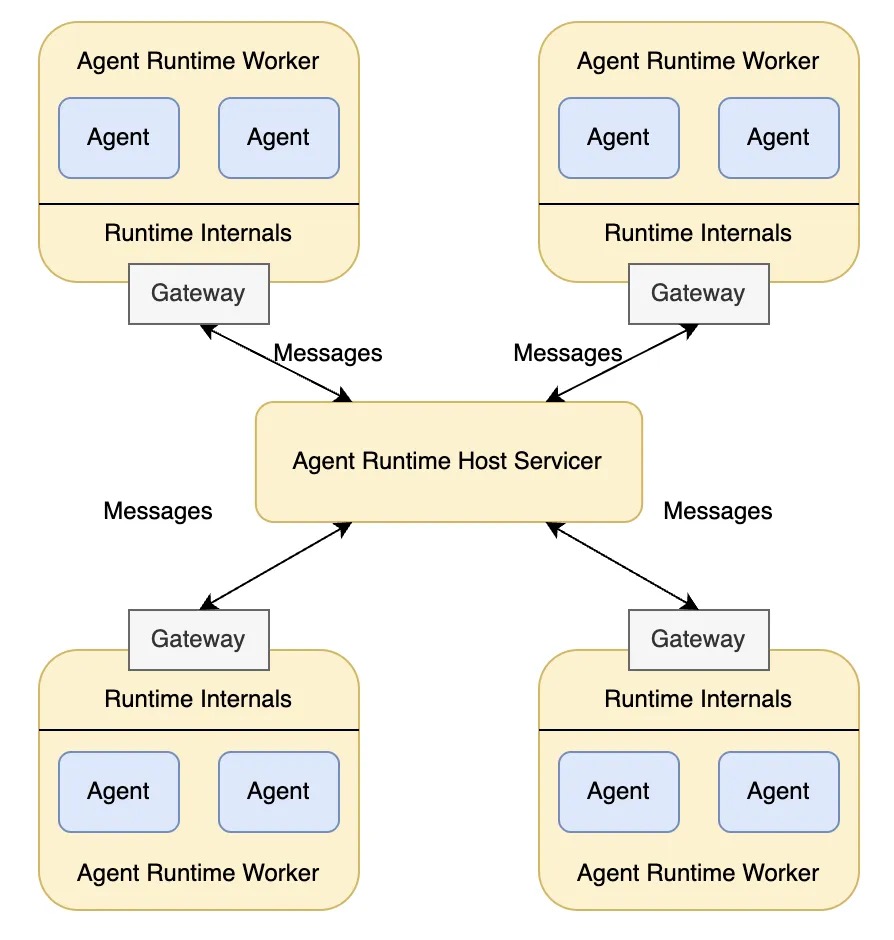 Agent Runtime Worker
Agent Agent
Runtime Internals
Gateway
Agent Runtime Worker
Agent Agent
Runtime Internals
Gateway
Messages
Messages
Agent Runtime Host Servicer
Messages
Messages
Gateway
Runtime Internals
Agent Agent
Agent Runtime Worker
Gateway
Runtime Internals
Agent Agent
Agent Runtime Worker